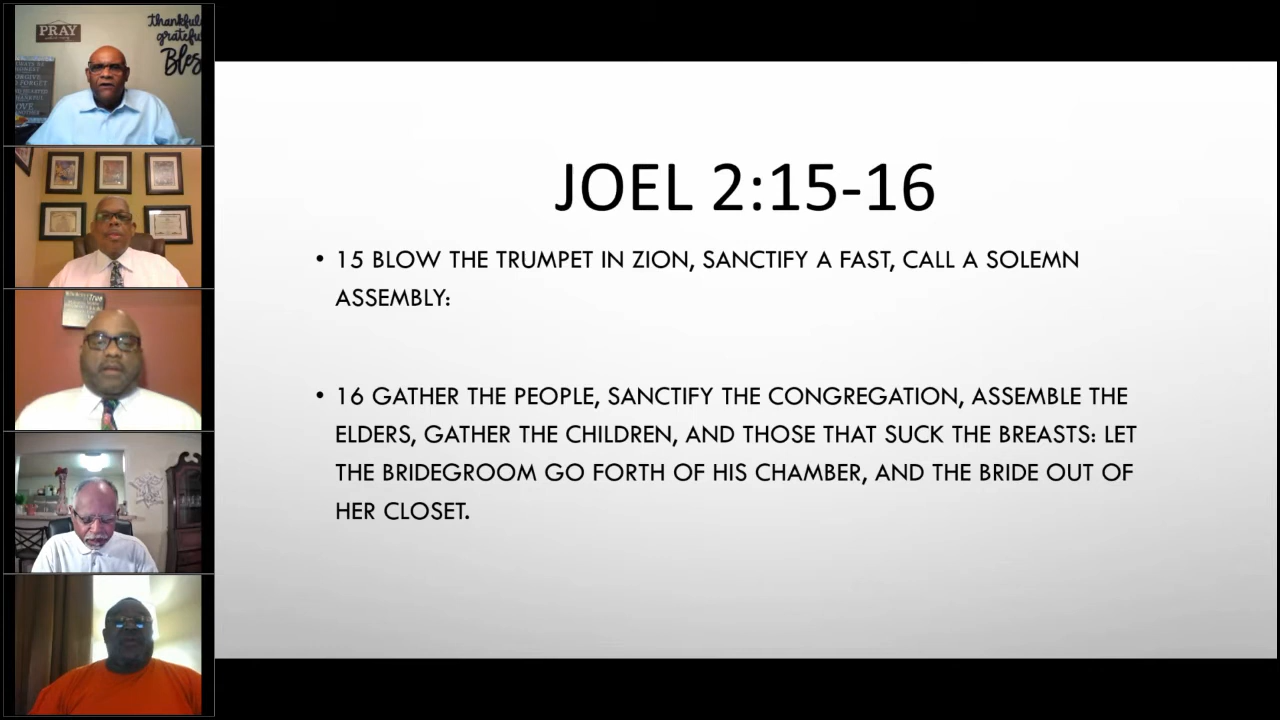 PRAY
thankful
grateful
Bles
JOEL 2:15-16
• 15 BLOW THE TRUMPET IN ZION, SANCTIFY A FAST, CALL A SOLEMN
ASSEMBLY:
• 16 GATHER THE PEOPLE, SANCTIFY THE CONGREGATION, ASSEMBLE THE
ELDERS, GATHER THE CHILDREN, AND THOSE THAT SUCK THE BREASTS: LET
THE BRIDEGROOM GO FORTH OF HIS CHAMBER, AND THE BRIDE OUT OF
HER CLOSET.